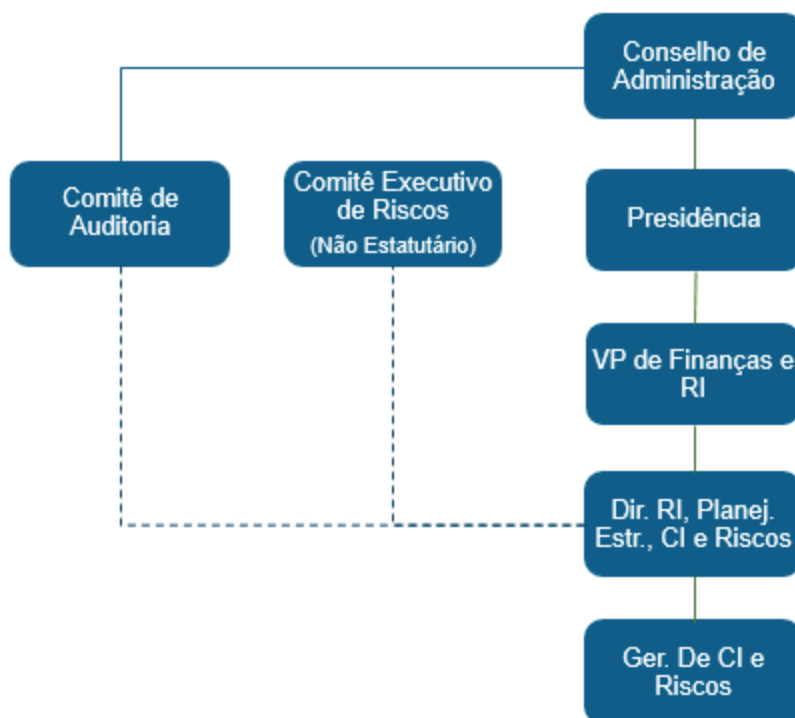 Conselho de
Administração
Comitê de
Auditoria
Comitê Executivo
de Riscos
(Não Estatutário)
Presidência
VP de Finanças e
RI
Dir. RI, Planej.
Estr., CI e Riscos
Ger. De CI e
Riscos